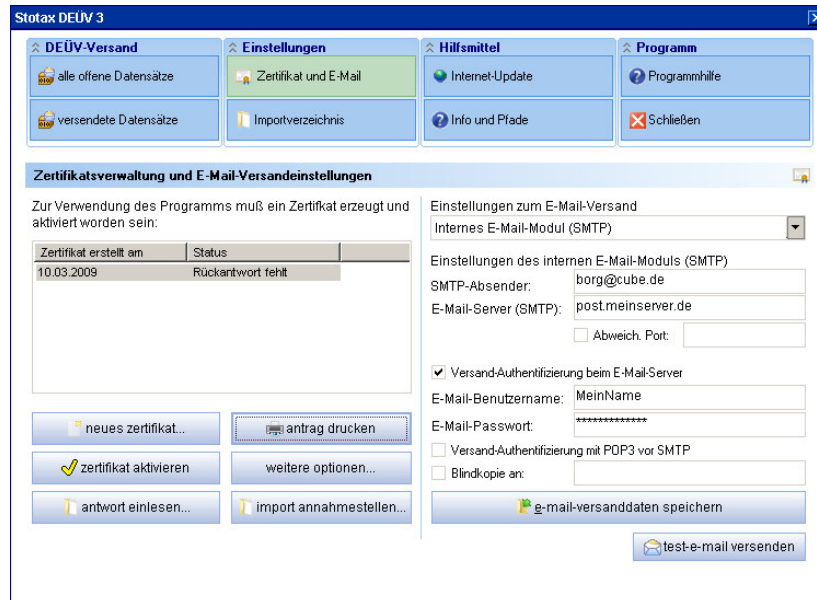 Stotax DEÜV 3
DEÜV-Versand
Einstellungen
Hilfsmittel
Programm
alle offene Datensätze
Zertifikat und E-Mail
Internet-Update
Programmhilfe
versendete Datensätze
Importverzeichnis
Info und Pfade
Schließen
Zertifikatsverwaltung und E-Mail-Versandeinstellungen
Zur Verwendung des Programms muß ein Zertifkat erzeugt und
aktiviert worden sein:
Zertifikat erstellt am
Status
10.03.2009
Rückantwort fehlt
neues zertifikat...
antrag drucken
zertifikat aktivieren
weitere optionen...
antwort einlesen...
import annahmestellen...
Einstellungen zum E-Mail-Versand
Internes E-Mail-Modul (SMTP)
Einstellungen des internen E-Mail-Moduls (SMTP)
SMTP-Absender:
borg@cube.de
E-Mail-Server (SMTP):
post.meinserver.de
Abweich. Port:
Versand-Authentifizierung beim E-Mail-Server
E-Mail-Benutzername:
MeinName
E-Mail-Passwort:
*************
Versand-Authentifizierung mit POP3 vor SMTP
Blindkopie an:
e-mail-versanddaten speichern
test-e-mail versenden